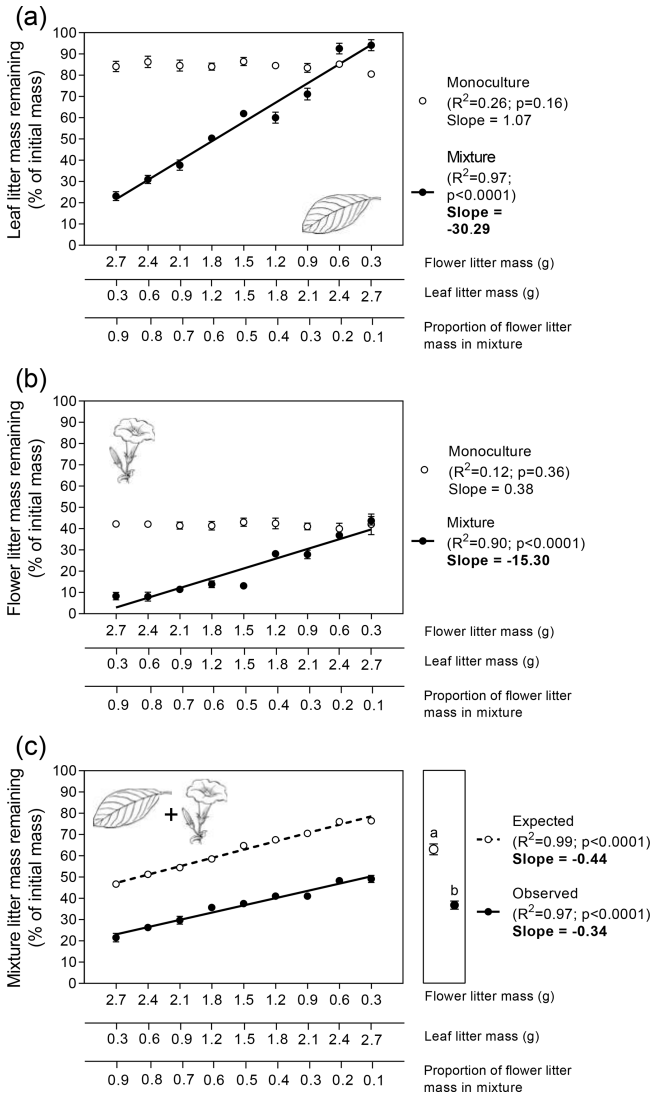 (a)
Leaf litter mass remaining
(% of initial mass)
100
90
80
70
60
50
40
30
20
10
0
Monoculture
(R²=0.26; p=0.16)
Slope = 1.07
Mixture
(R²=0.97;
p<0.0001)
Slope =
-30.29
2.7 2.4 2.1 1.8 1.5 1.2 0.9 0.6 0.3 Flower litter mass (g)
0.3 0.6 0.9 1.2 1.5 1.8 2.1 2.4 2.7 Leaf litter mass (g)
0.9 0.8 0.7 0.6 0.5 0.4 0.3 0.2 0.1 Proportion of flower litter
mass in mixture
(b)
Flower litter mass remaining
(% of initial mass)
100
90
80
70
60
50
40
30
20
10
0
Monoculture
(R²=0.12; p=0.36)
Slope = 0.38
Mixture
(R²=0.90; p<0.0001)
Slope = -15.30
2.7 2.4 2.1 1.8 1.5 1.2 0.9 0.6 0.3 Flower litter mass (g)
0.3 0.6 0.9 1.2 1.5 1.8 2.1 2.4 2.7 Leaf litter mass (g)
0.9 0.8 0.7 0.6 0.5 0.4 0.3 0.2 0.1 Proportion of flower litter
mass in mixture
(c)
Mixture litter mass remaining
(% of initial mass)
100
90
80
70
60
50
40
30
20
10
0
+
a
b
Expected
(R²=0.99; p<0.0001)
Slope = -0.44
Observed
(R²=0.97; p<0.0001)
Slope = -0.34
2.7 2.4 2.1 1.8 1.5 1.2 0.9 0.6 0.3 Flower litter mass (g)
0.3 0.6 0.9 1.2 1.5 1.8 2.1 2.4 2.7 Leaf litter mass (g)
0.9 0.8 0.7 0.6 0.5 0.4 0.3 0.2 0.1 Proportion of flower litter
mass in mixture